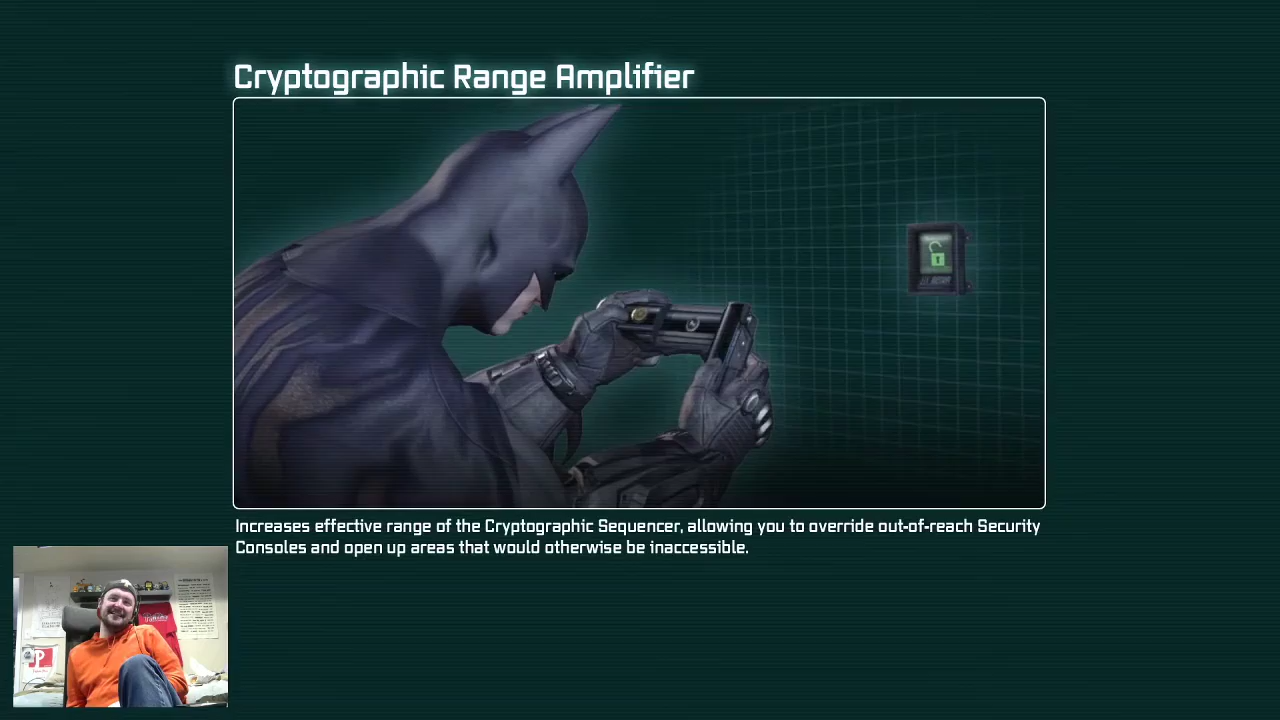 Cryptographic Range Amplifier
Increases effective range of the Cryptographic Sequencer, allowing you to override out-of-reach Security
Consoles and open up areas that would otherwise be inaccessible.